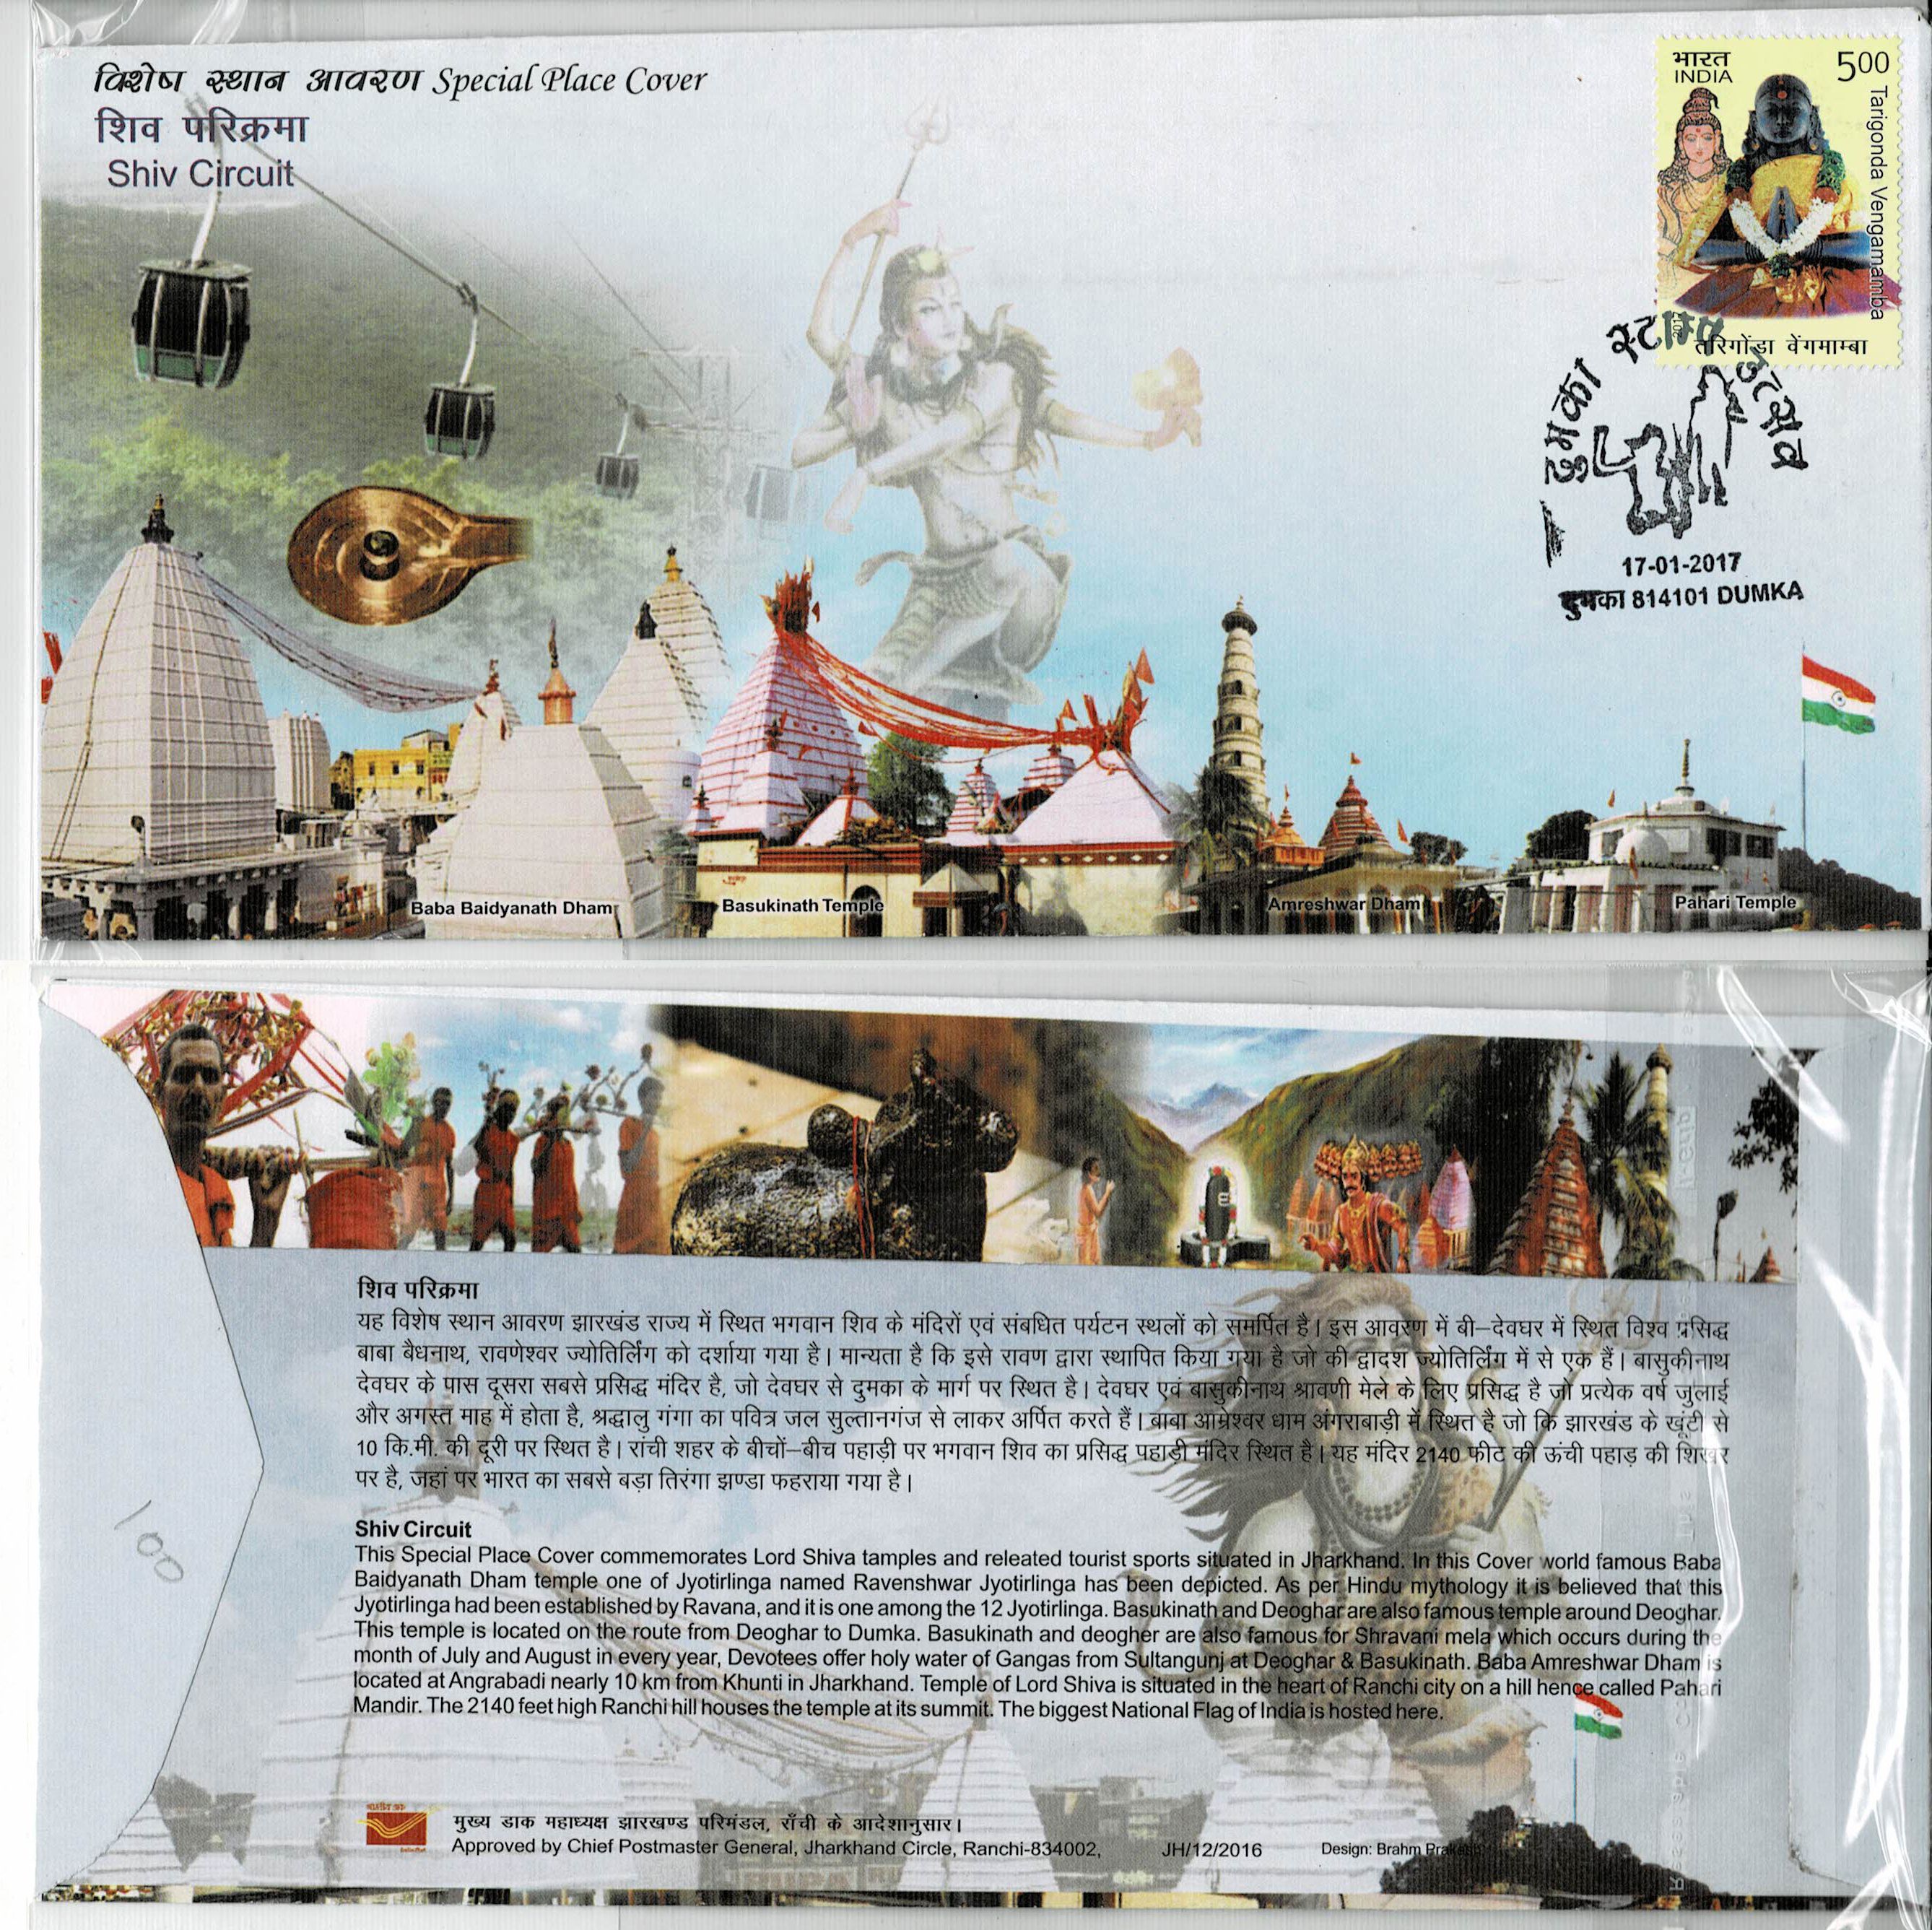 विशेष स्थान आवरण Special Place Cover
शिव परिक्रमा
Shiv Circuit
भारत
INDIA
500
Tarigonda Vengamamba
2017
तरिगोंडा वेंगमाम्बा
दुमका
17-01-2017
दुमका 814101 DUMKA
Baba Baidyanath Dham
Basukinath Temple
Amreshwar Dham
Pahari Temple
शिव परिक्रमा
यह विशेष स्थान आवरण झारखंड राज्य में स्थित भगवान शिव के मंदिरों एवं संबधित पर्यटन स्थलों को समर्पित है। इस आवरण में बी–देवघर में स्थित विश्व प्रसिद्ध
बाबा बैधनाथ, रावणेश्वर ज्योतिर्लिंग को दर्शाया गया है। मान्यता है कि इसे रावण द्वारा स्थापित किया गया है जो की द्वादश ज्योतिर्लिंग में से एक हैं। बासुकीनाथ
देवघर के पास दूसरा सबसे प्रसिद्ध मंदिर है, जो देवघर से दुमका के मार्ग पर स्थित है। देवघर एवं बासुकीनाथ श्रावणी मेले के लिए प्रसिद्ध है जो प्रत्येक वर्ष जुलाई
और अगस्त माह में होता है, श्रद्धालु गंगा का पवित्र जल सुल्तानगंज से लाकर अर्पित करते हैं। बाबा आम्रेश्वर धाम अंगराबाड़ी में स्थित है जो कि झारखंड के खूंटी से
10 कि.मी. की दूरी पर स्थित है। रांची शहर के बीचों–बीच पहाड़ी पर भगवान शिव का प्रसिद्ध पहाड़ी मंदिर स्थित है। यह मंदिर 2140 फीट की ऊंची पहाड़ की शिखर
पर है, जहां पर भारत का सबसे बड़ा तिरंगा झण्डा फहराया गया है।
Shiv Circuit
This Special Place Cover commemorates Lord Shiva tamples and releated tourist sports situated in Jharkhand. In this Cover world famous Baba
Baidyanath Dham temple one of Jyotirlinga named Ravenshwar Jyotirlinga has been depicted. As per Hindu mythology it is believed that this
Jyotirlinga had been established by Ravana, and it is one among the 12 Jyotirlinga. Basukinath and Deoghar are also famous temple around Deoghar.
This temple is located on the route from Deoghar to Dumka. Basukinath and deogher are also famous for Shravani mela which occurs during the
month of July and August in every year, Devotees offer holy water of Gangas from Sultangunj at Deoghar & Basukinath. Baba Amreshwar Dham is
located at Angrabadi nearly 10 km from Khunti in Jharkhand. Temple of Lord Shiva is situated in the heart of Ranchi city on a hill hence called Pahari
Mandir. The 2140 feet high Ranchi hill houses the temple at its summit. The biggest National Flag of India is hosted here.
100
मुख्य डाक महाध्यक्ष झारखण्ड परिमंडल, राँची के आदेशानुसार।
Approved by Chief Postmaster General, Jharkhand Circle, Ranchi-834002,
JH/12/2016
Design: Brahm Prakash